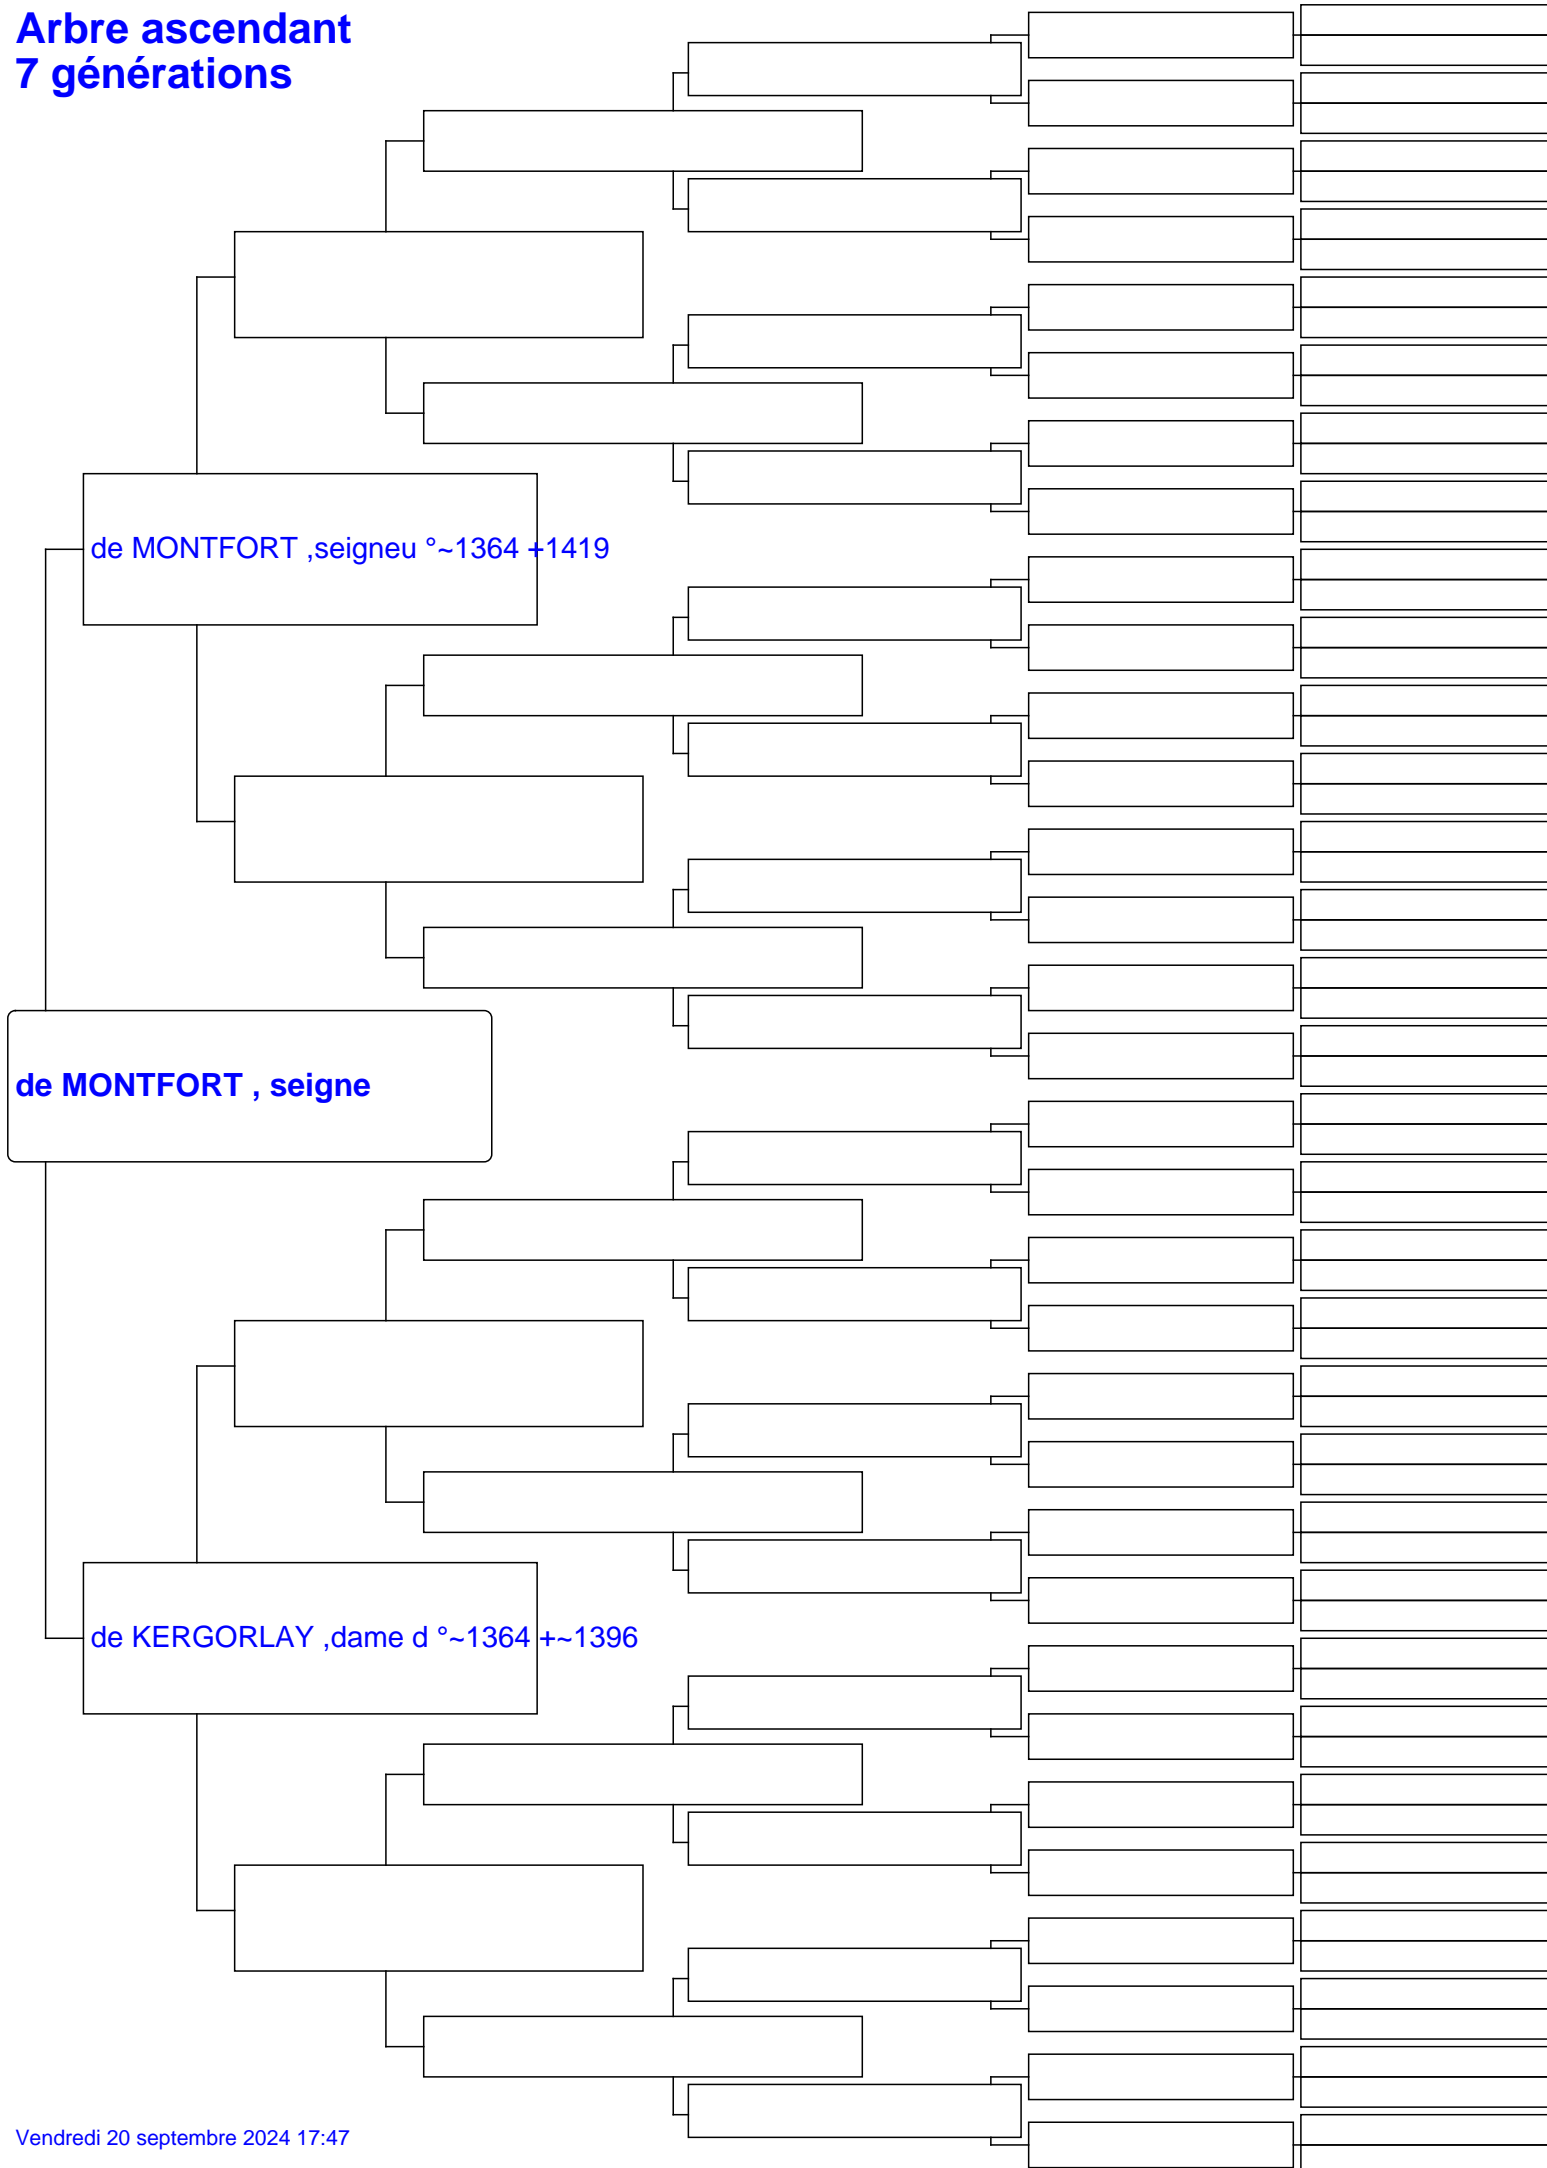 Arbre ascendant
7 générations
de MONTFORT ,seigneu °~1364 +1419
de MONTFORT , seigne
de KERGORLAY ,dame d °~1364 +~1396
Vendredi 20 septembre 2024 17:47